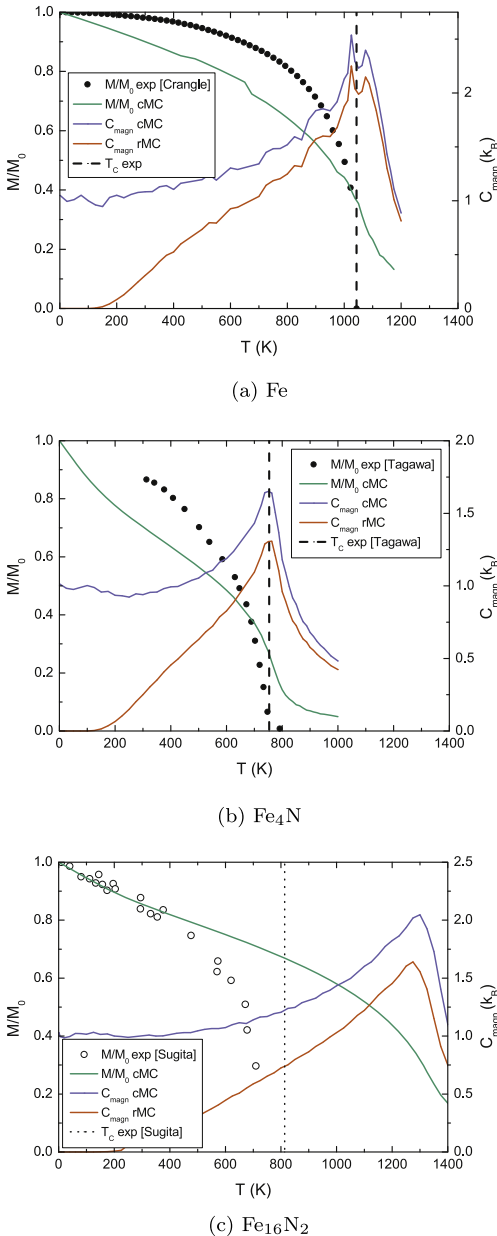 1.0
0.8
0.6
0.4
0.2
0.0
M/M0
M/M0 exp [Crangle]
M/M0 cMC
Cmagn cMC
Cmagn rMC
TC exp
2
1
0
Cmagn (kB)
0 200 400 600 800 1000 1200 1400
T (K)
(a) Fe
1.0
0.8
0.6
0.4
0.2
0.0
M/M0
M/M0 exp [Tagawa]
M/M0 cMC
Cmagn cMC
Cmagn rMC
TC exp [Tagawa]
2.0
1.5
1.0
0.5
0.0
Cmagn (kB)
0 200 400 600 800 1000 1200 1400
T (K)
(b) Fe4N
1.0
0.8
0.6
0.4
0.2
0.0
M/M0
M/M0 exp [Sugita]
M/M0 cMC
Cmagn cMC
Cmagn rMC
TC exp [Sugita]
2.5
2.0
1.5
1.0
0.5
0.0
Cmagn (kB)
0 200 400 600 800 1000 1200 1400
T (K)
(c) Fe16N2